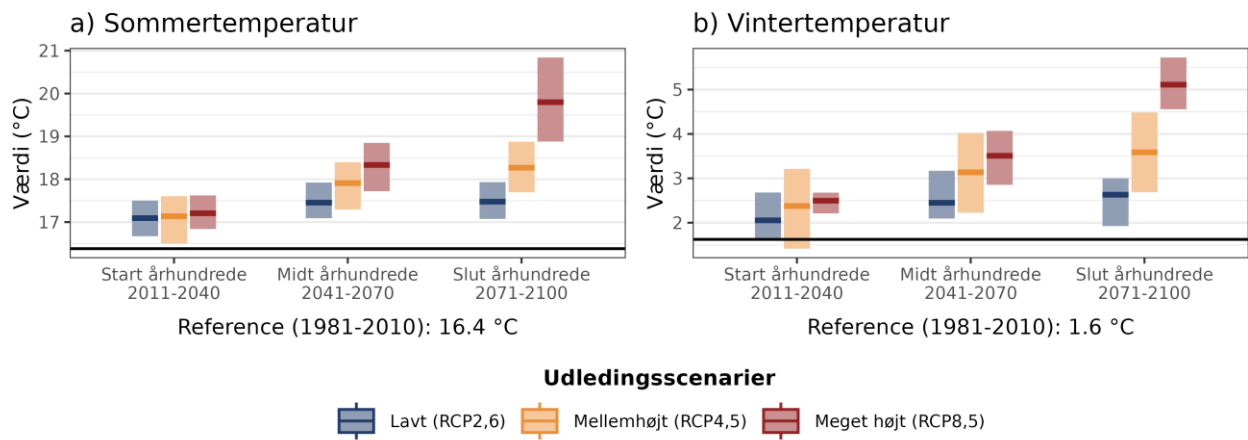 a) Sommertemperatur
Værdi (°C)
21
20
19
18
17
Start århundrede
2011-2040
Midt århundrede
2041-2070
Slut århundrede
2071-2100
Reference (1981-2010): 16.4 °C
b) Vintertemperatur
Værdi (°C)
5
4
3
2
Start århundrede
2011-2040
Midt århundrede
2041-2070
Slut århundrede
2071-2100
Reference (1981-2010): 1.6 °C
Udledingsscenarier
Lavt (RCP2,6)
Mellemhøjt (RCP4,5)
Meget højt (RCP8,5)